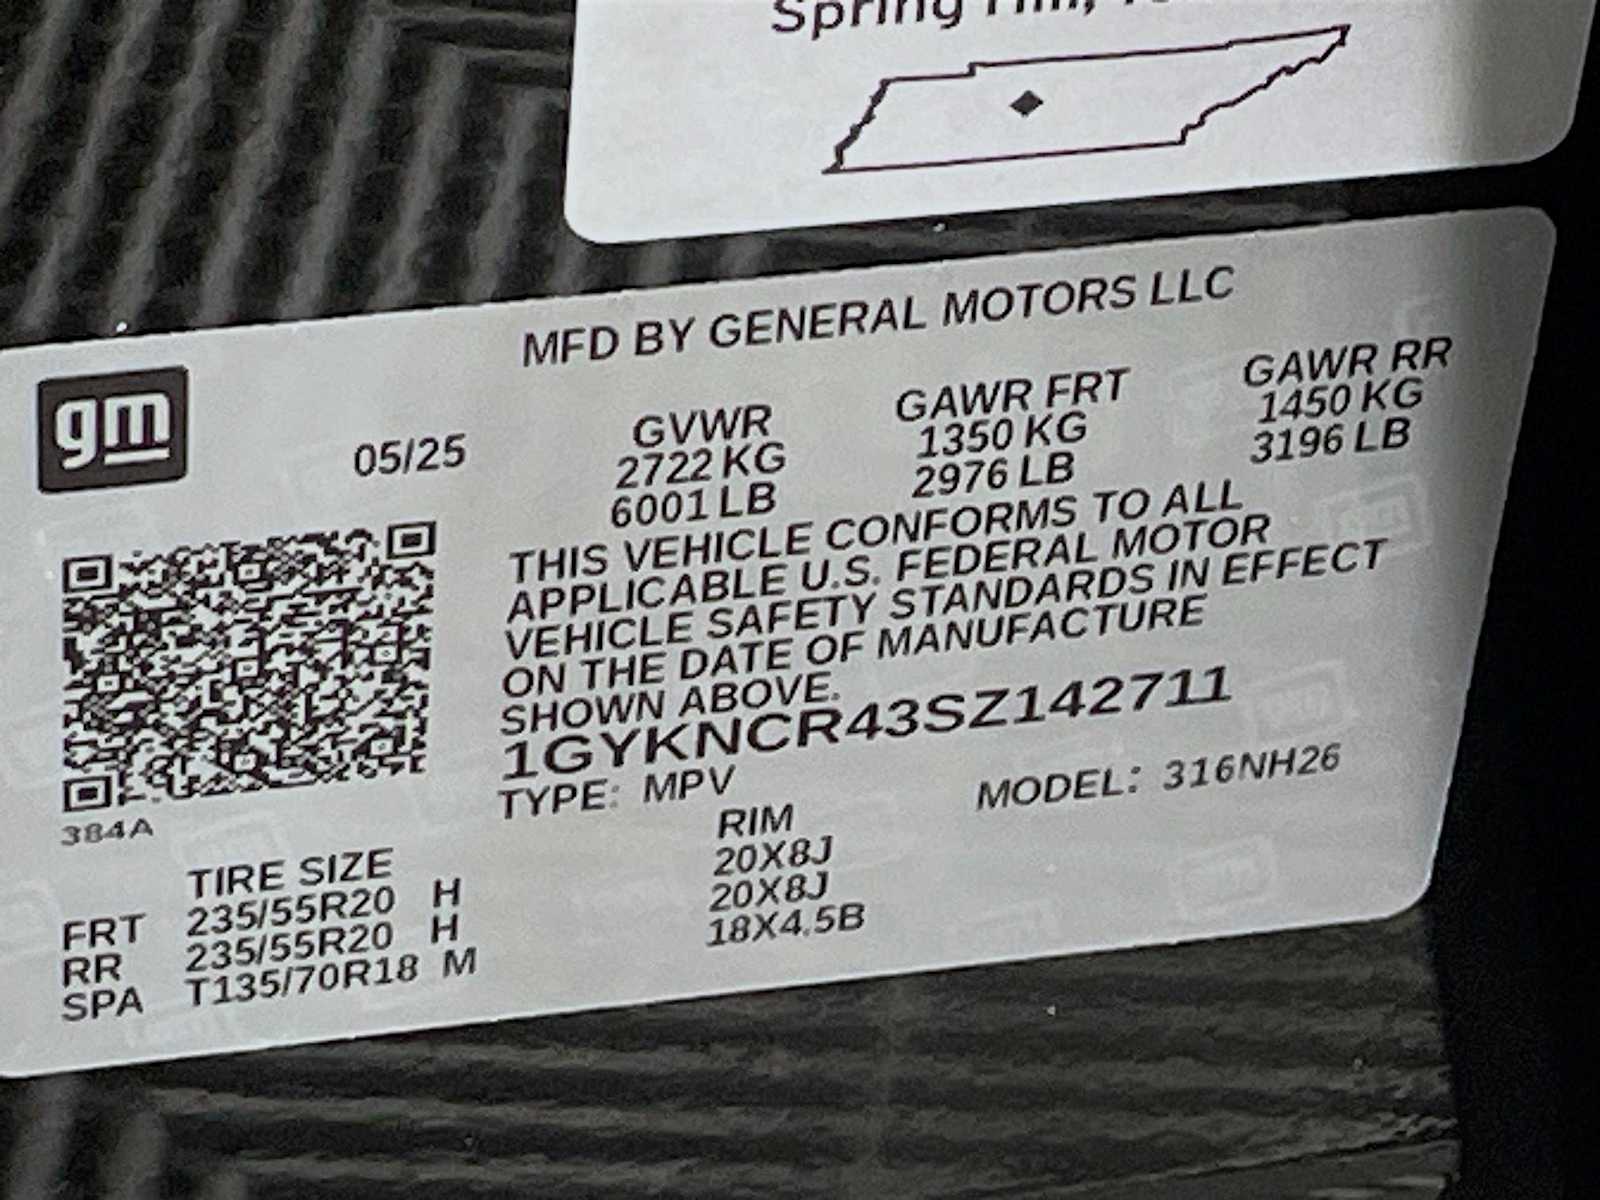 Spring Hill,
MFD BY GENERAL MOTORS LLC
gm
05/25
GVWR GAWR FRT GAWR RR
2722 KG 1350 KG 1450 KG
6001 LB 2976 LB 3196 LB
THIS VEHICLE CONFORMS TO ALL
APPLICABLE U.S. FEDERAL MOTOR
VEHICLE SAFETY STANDARDS IN EFFECT
ON THE DATE OF MANUFACTURE
SHOWN ABOVE.
1GYKNCR43SZ142711
TYPE: MPV MODEL: 316NH26
384A
TIRE SIZE RIM
FRT 235/55R20 H 20X8J
RR 235/55R20 H 20X8J
SPA T135/70R18 M 18X4.5B